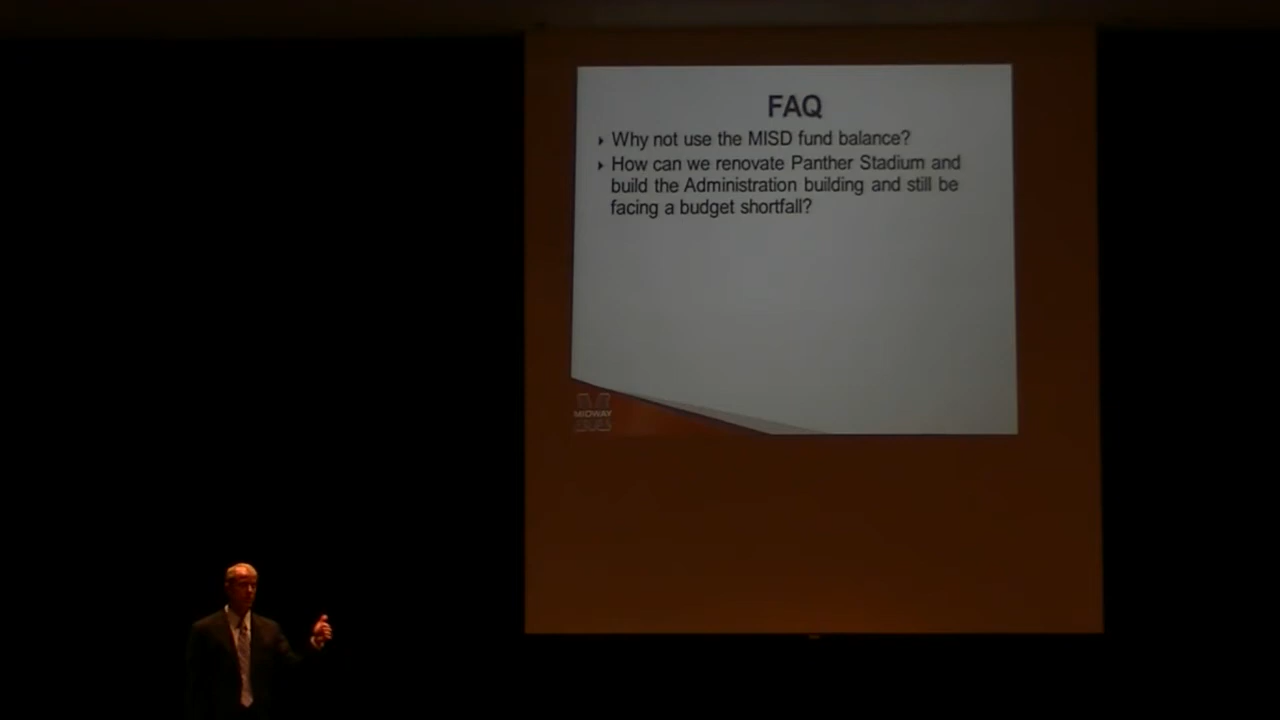 FAQ
Why not use the MISD fund balance?
How can we renovate Panther Stadium and
build the Administration building and still be
facing a budget shortfall?
MIDWAY